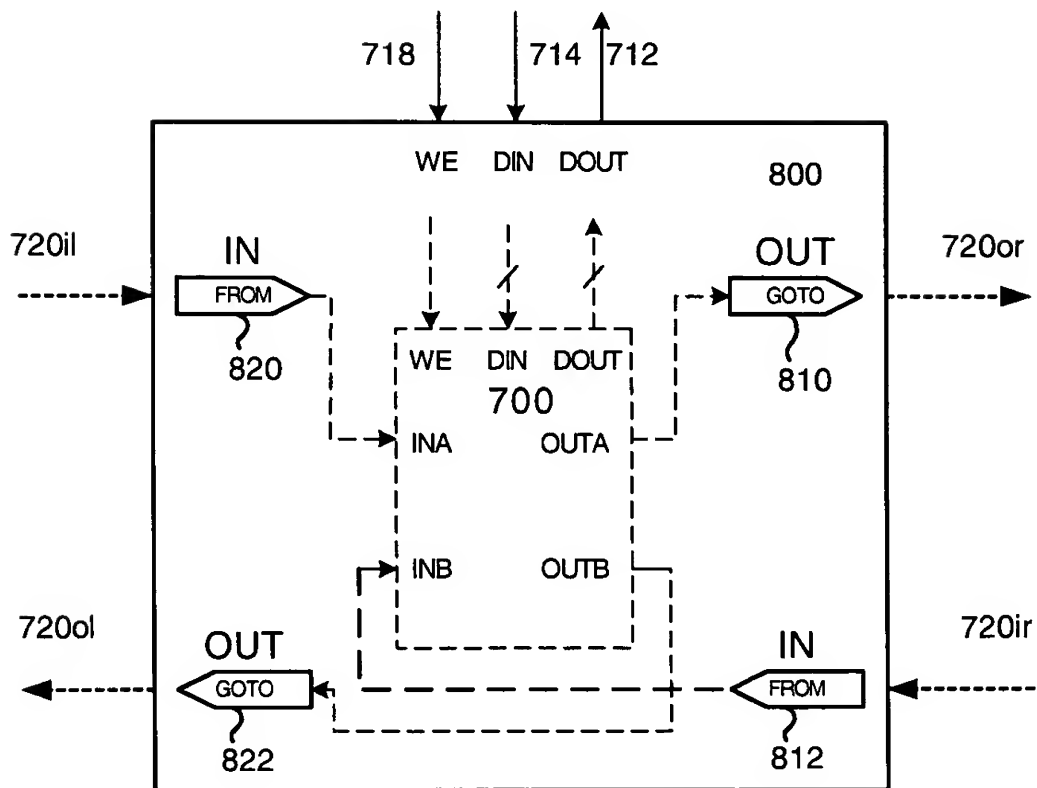 718 714 712
WE DIN DOUT
800
720il IN OUT 720or
FROM GOTO
820 810
WE DIN DOUT
700
INA OUTA
INB OUTB
720ol OUT IN 720ir
GOTO FROM
822 812